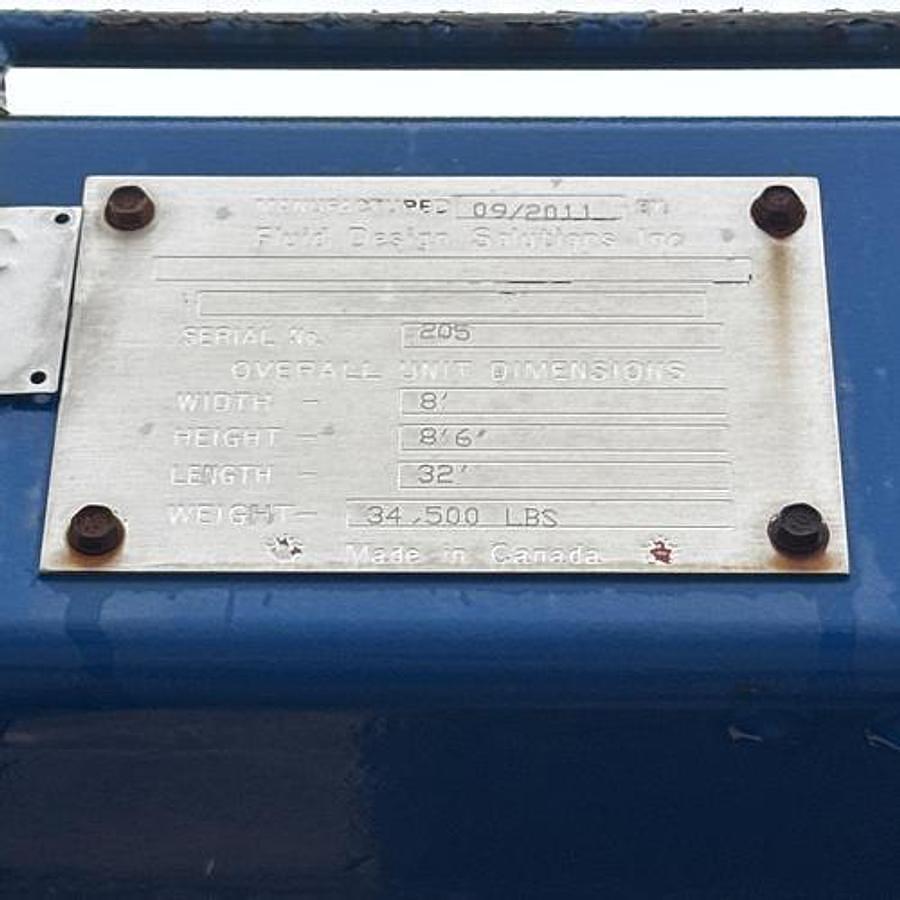 MANUFACTURED 09/2011 BY
Fluid Design Solutions Inc
SERIAL No. 205
OVERALL UNIT DIMENSIONS
WIDTH - 8'
HEIGHT - 8'6"
LENGTH - 32'
WEIGHT - 34,500 LBS
Made in Canada